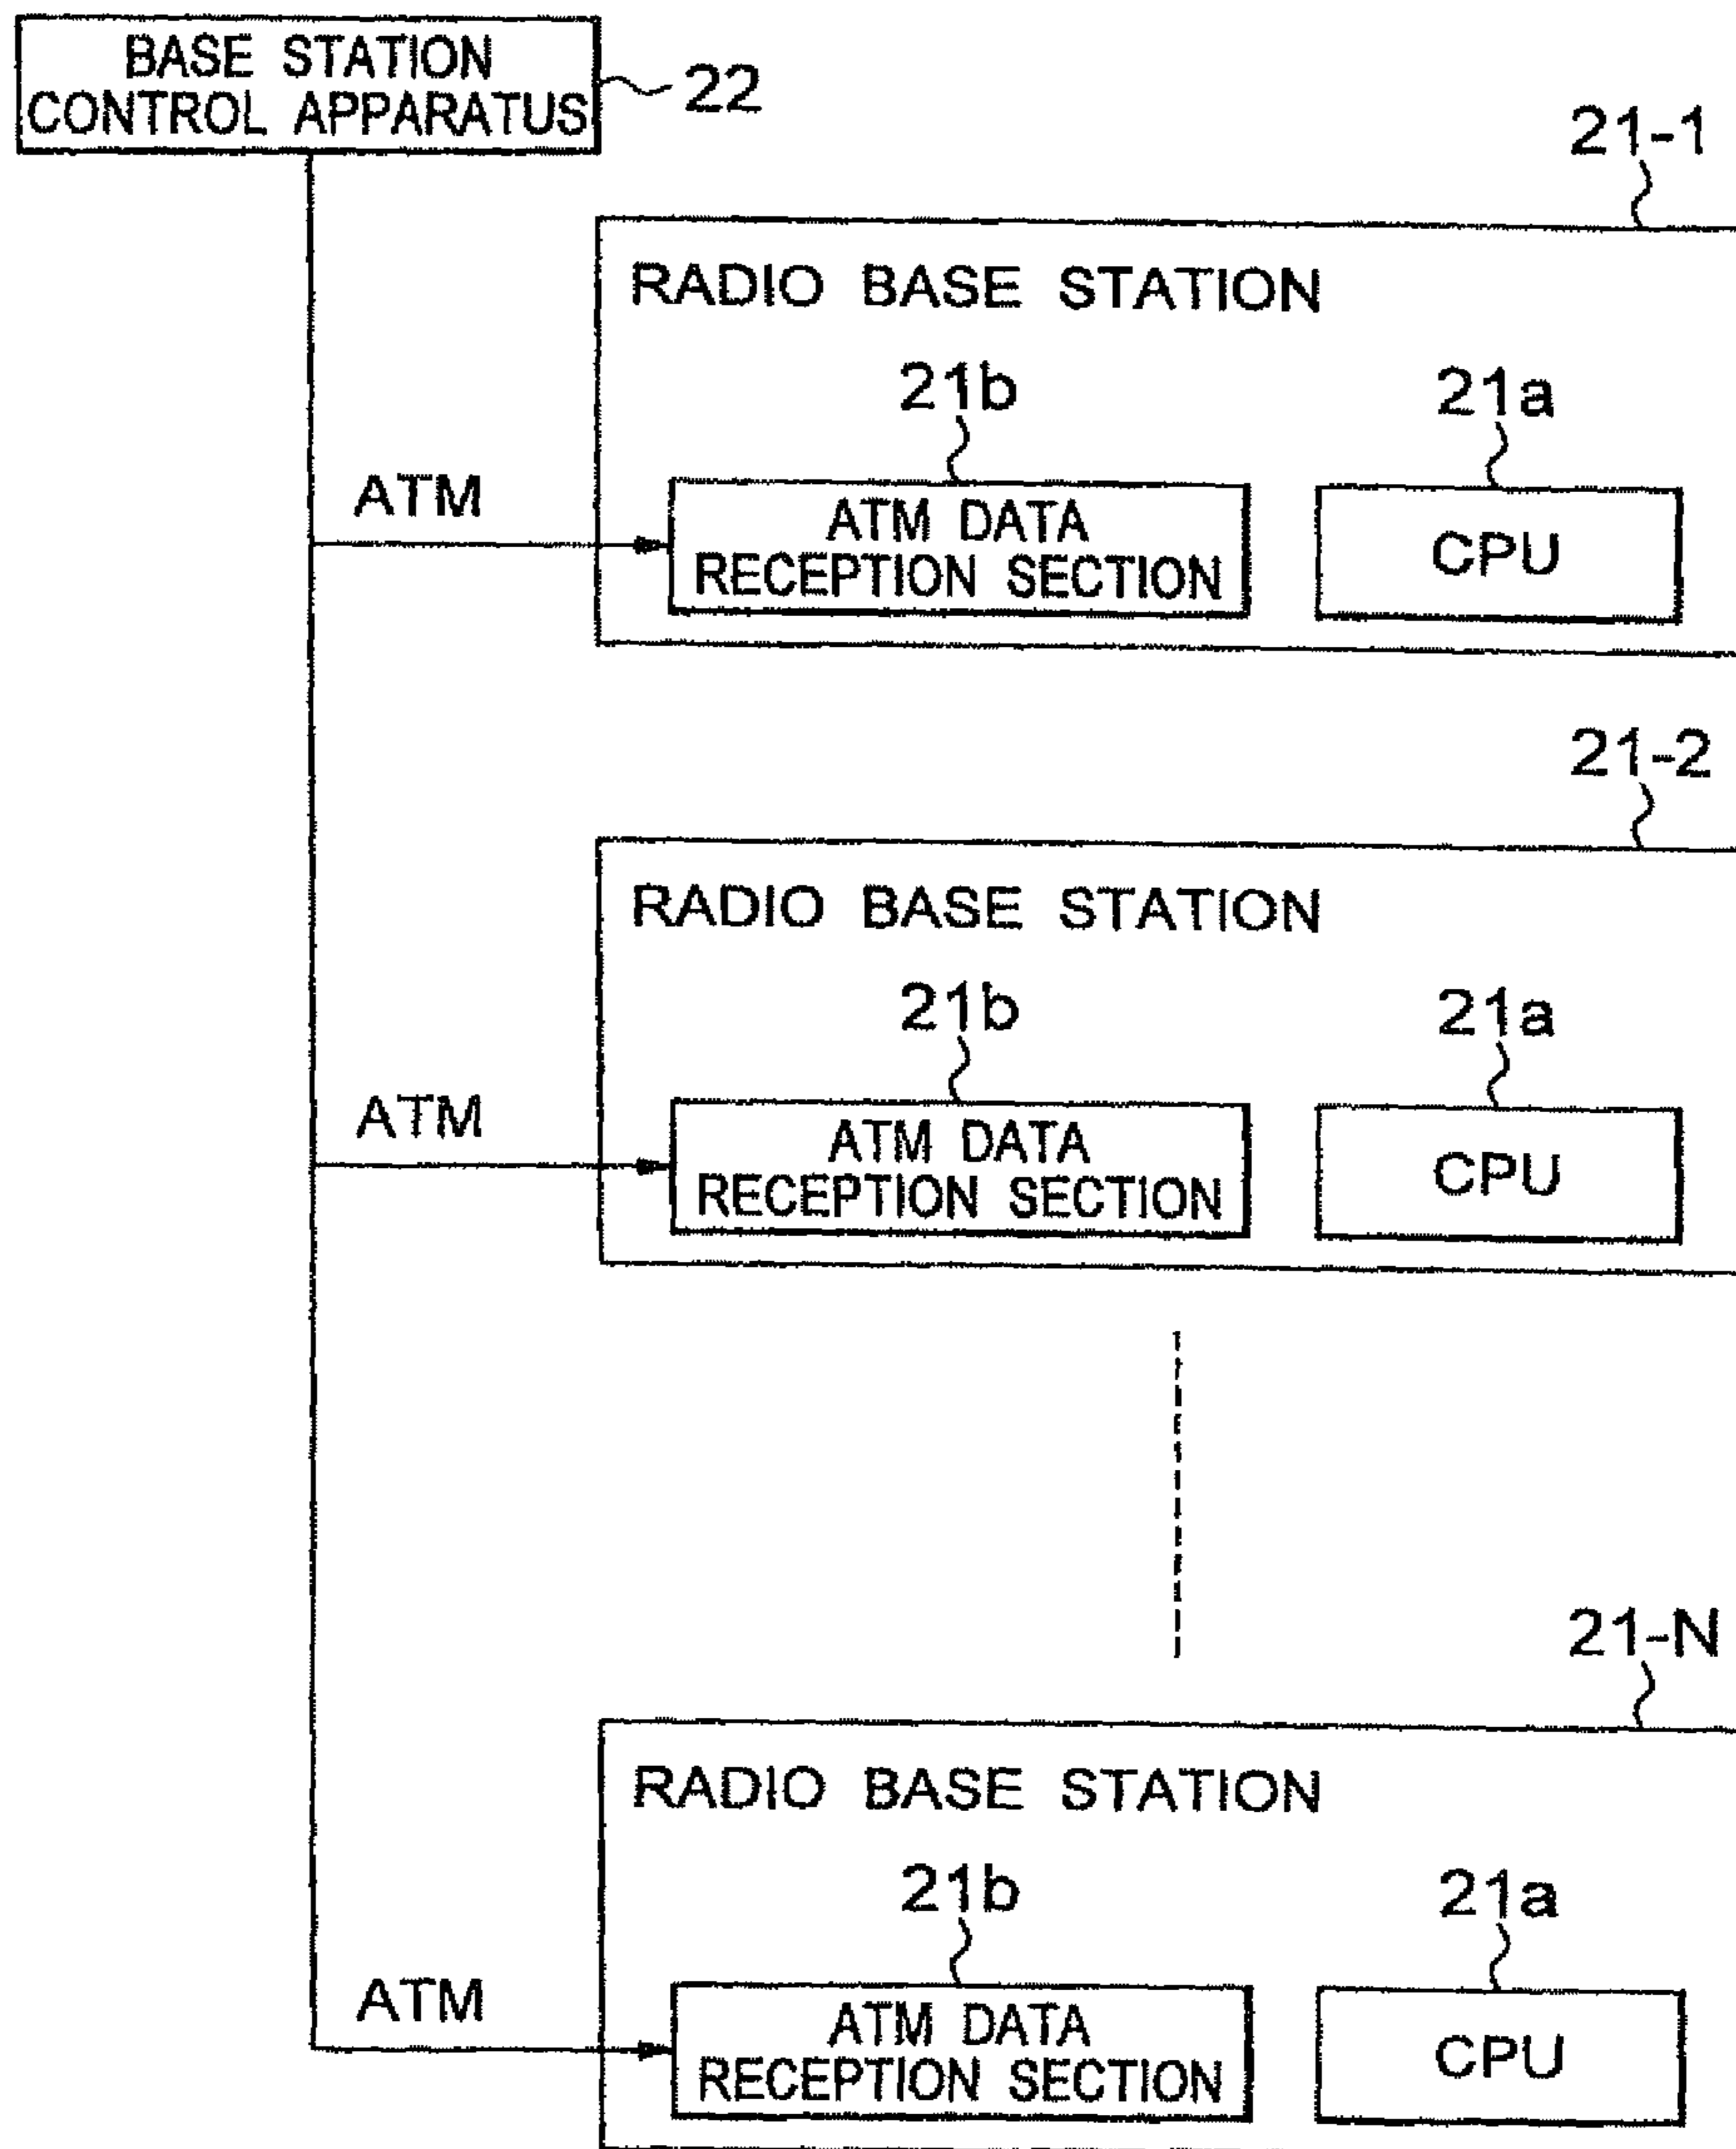 BASE STATION
CONTROL APPARATUS
22
21-1
RADIO BASE STATION
21b
21a
ATM
ATM DATA
RECEPTION SECTION
CPU
21-2
RADIO BASE STATION
21b
21a
ATM
ATM DATA
RECEPTION SECTION
CPU
21-N
RADIO BASE STATION
21b
21a
ATM
ATM DATA
RECEPTION SECTION
CPU